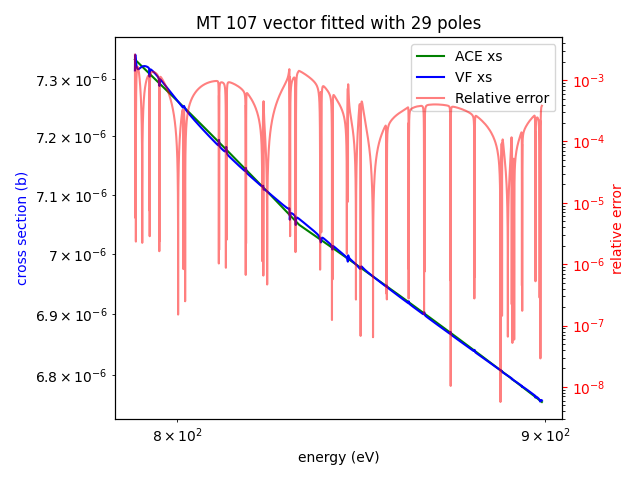 MT 107 vector fitted with 29 poles
ACE xs
VF xs
Relative error
7.3 × 10⁻⁶
7.2 × 10⁻⁶
7.1 × 10⁻⁶
7 × 10⁻⁶
6.9 × 10⁻⁶
6.8 × 10⁻⁶
cross section (b)
10⁻³
10⁻⁴
10⁻⁵
10⁻⁶
10⁻⁷
10⁻⁸
relative error
8 × 10²
9 × 10²
energy (eV)